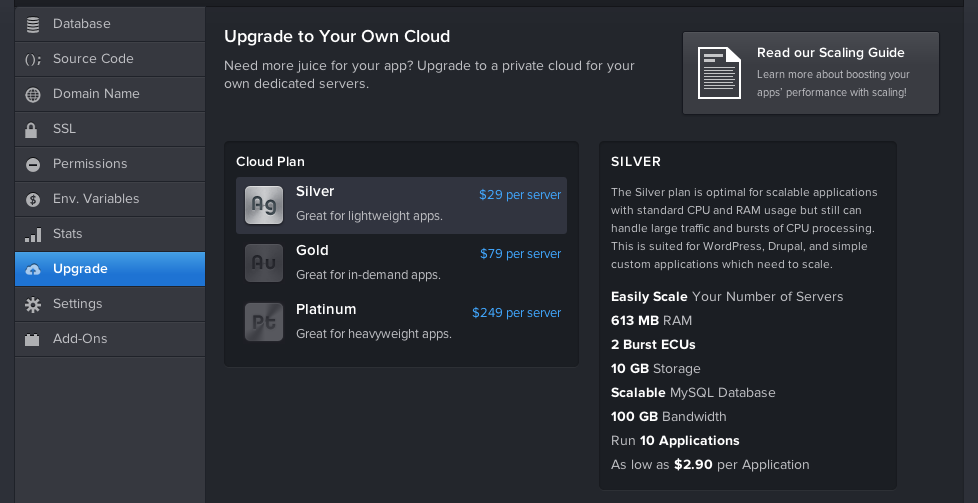 Database
Source Code
Domain Name
SSL
Permissions
Env. Variables
Stats
Upgrade
Settings
Add-Ons
Upgrade to Your Own Cloud
Need more juice for your app? Upgrade to a private cloud for your
own dedicated servers.
Read our Scaling Guide
Learn more about boosting your
apps' performance with scaling!
Cloud Plan
Ag
Silver
$29 per server
Great for lightweight apps.
Au
Gold
$79 per server
Great for in-demand apps.
Pt
Platinum
$249 per server
Great for heavyweight apps.
SILVER
The Silver plan is optimal for scalable applications
with standard CPU and RAM usage but still can
handle large traffic and bursts of CPU processing.
This is suited for WordPress, Drupal, and simple
custom applications which need to scale.
Easily Scale Your Number of Servers
613 MB RAM
2 Burst ECUs
10 GB Storage
Scalable MySQL Database
100 GB Bandwidth
Run 10 Applications
As low as $2.90 per Application